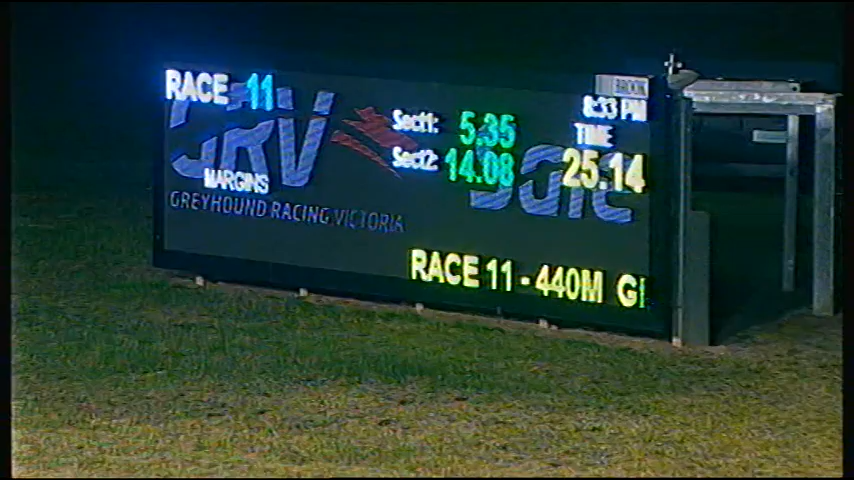 BROOK
RACE 11
Sect1: 5.35
8:33 PM
TIME
Sect2: 14.08
25.14
GRV
MARGINS
GREYHOUND RACING VICTORIA
RACE 11 - 440M G